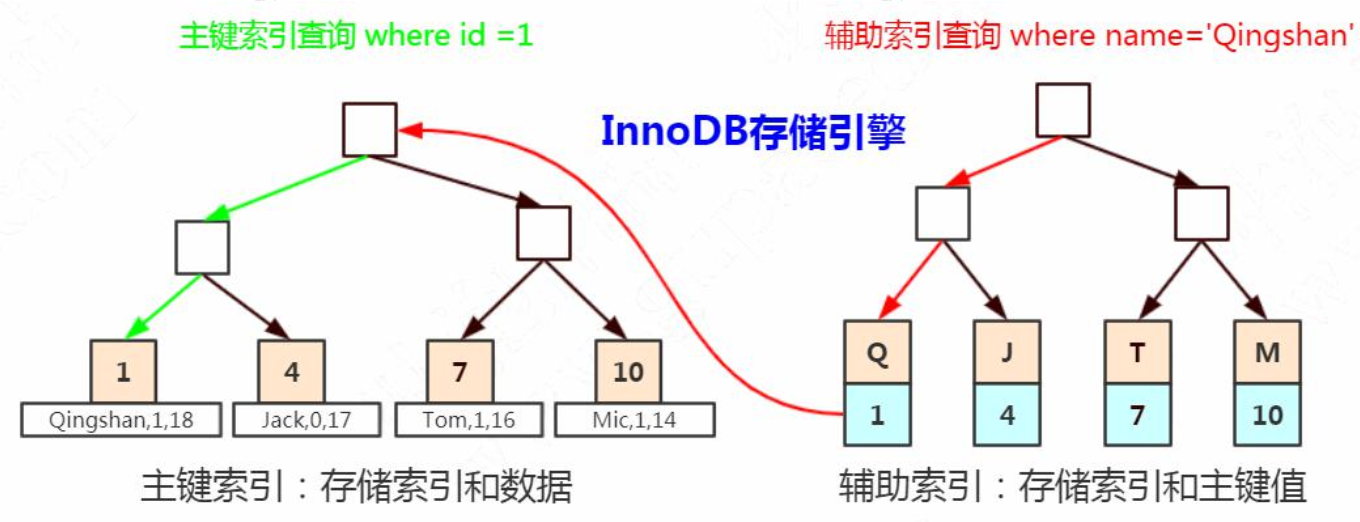 主键索引查询 where id =1
辅助索引查询 where name='Qingshan'
InnoDB存储引擎
1
4
7
10
Qingshan,1,18
Jack,0,17
Tom,1,16
Mic,1,14
Q
J
T
M
1
4
7
10
主键索引：存储索引和数据
辅助索引：存储索引和主键值